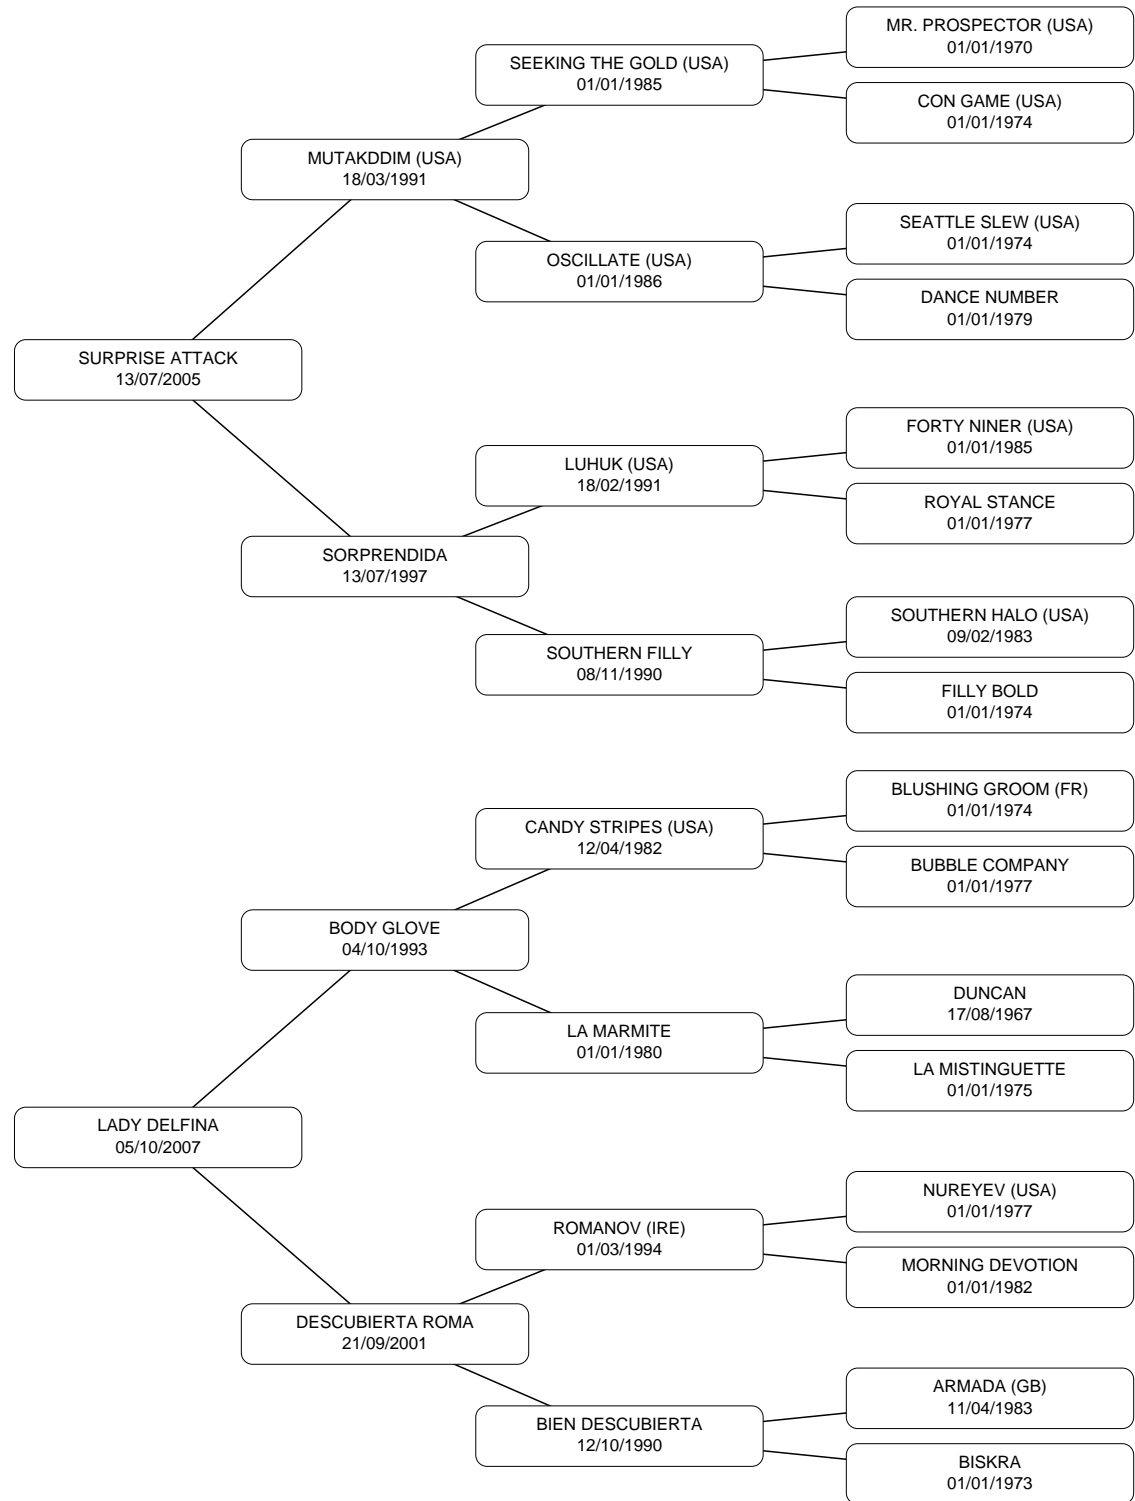 MR. PROSPECTOR (USA)
01/01/1970
SEEKING THE GOLD (USA)
01/01/1985
CON GAME (USA)
01/01/1974
MUTAKDDIM (USA)
18/03/1991
SEATTLE SLEW (USA)
01/01/1974
OSCILLATE (USA)
01/01/1986
DANCE NUMBER
01/01/1979
SURPRISE ATTACK
13/07/2005
FORTY NINER (USA)
01/01/1985
LUHUK (USA)
18/02/1991
ROYAL STANCE
01/01/1977
SORPRENDIDA
13/07/1997
SOUTHERN HALO (USA)
09/02/1983
SOUTHERN FILLY
08/11/1990
FILLY BOLD
01/01/1974
BLUSHING GROOM (FR)
01/01/1974
CANDY STRIPES (USA)
12/04/1982
BUBBLE COMPANY
01/01/1977
BODY GLOVE
04/10/1993
DUNCAN
17/08/1967
LA MARMITE
01/01/1980
LA MISTINGUETTE
01/01/1975
LADY DELFINA
05/10/2007
NUREYEV (USA)
01/01/1977
ROMANOV (IRE)
01/03/1994
MORNING DEVOTION
01/01/1982
DESCUBIERTA ROMA
21/09/2001
ARMADA (GB)
11/04/1983
BIEN DESCUBIERTA
12/10/1990
BISKRA
01/01/1973